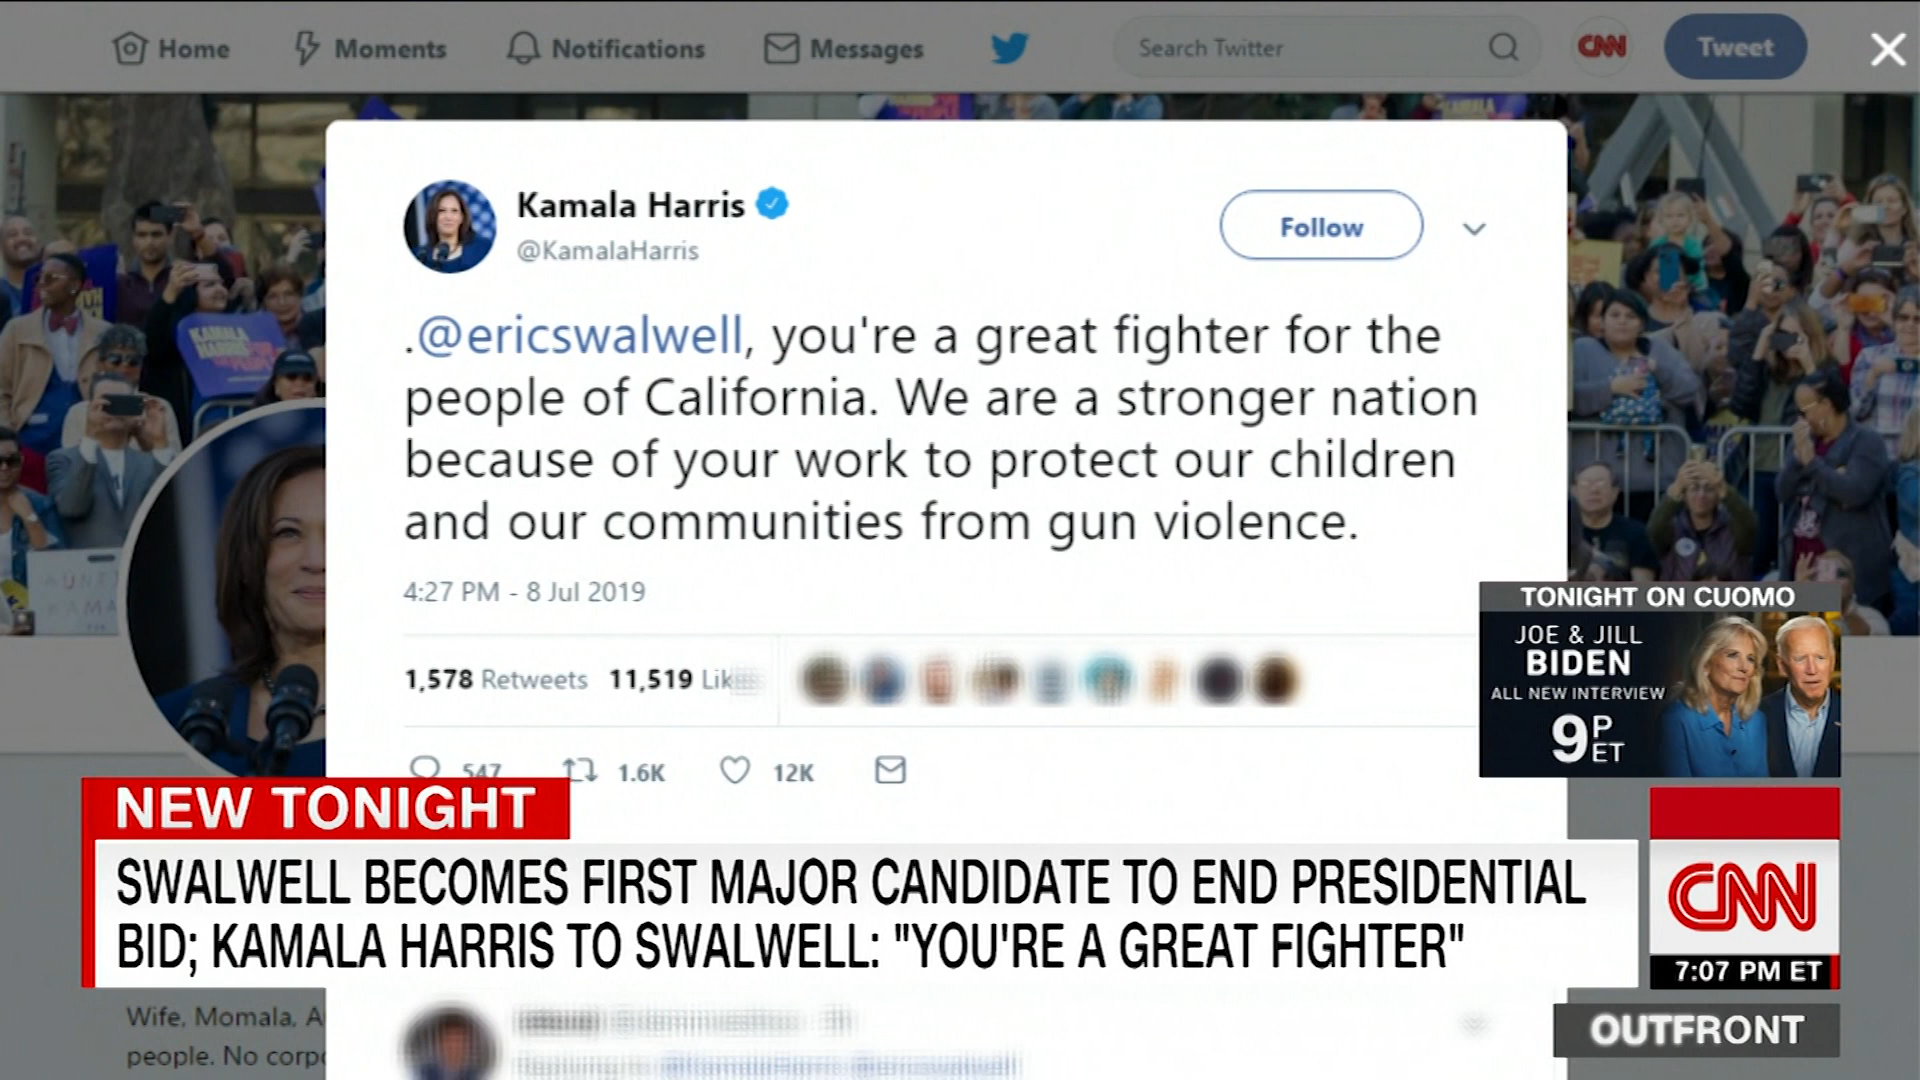 Home
Moments
Notifications
Messages
Search Twitter
CNN
Tweet
Kamala Harris
@KamalaHarris
Follow
.@ericswalwell, you're a great fighter for the
people of California. We are a stronger nation
because of your work to protect our children
and our communities from gun violence.
4:27 PM - 8 Jul 2019
1,578 Retweets 11,519
547 1.6K 12K
TONIGHT ON CUOMO
JOE & JILL
BIDEN
ALL NEW INTERVIEW
9P
ET
NEW TONIGHT
SWALWELL BECOMES FIRST MAJOR CANDIDATE TO END PRESIDENTIAL
BID; KAMALA HARRIS TO SWALWELL: "YOU'RE A GREAT FIGHTER"
CNN
7:07 PM ET
OUTFRONT
Wife, Momala, A
people. No corp
KAMALA
HARRIS